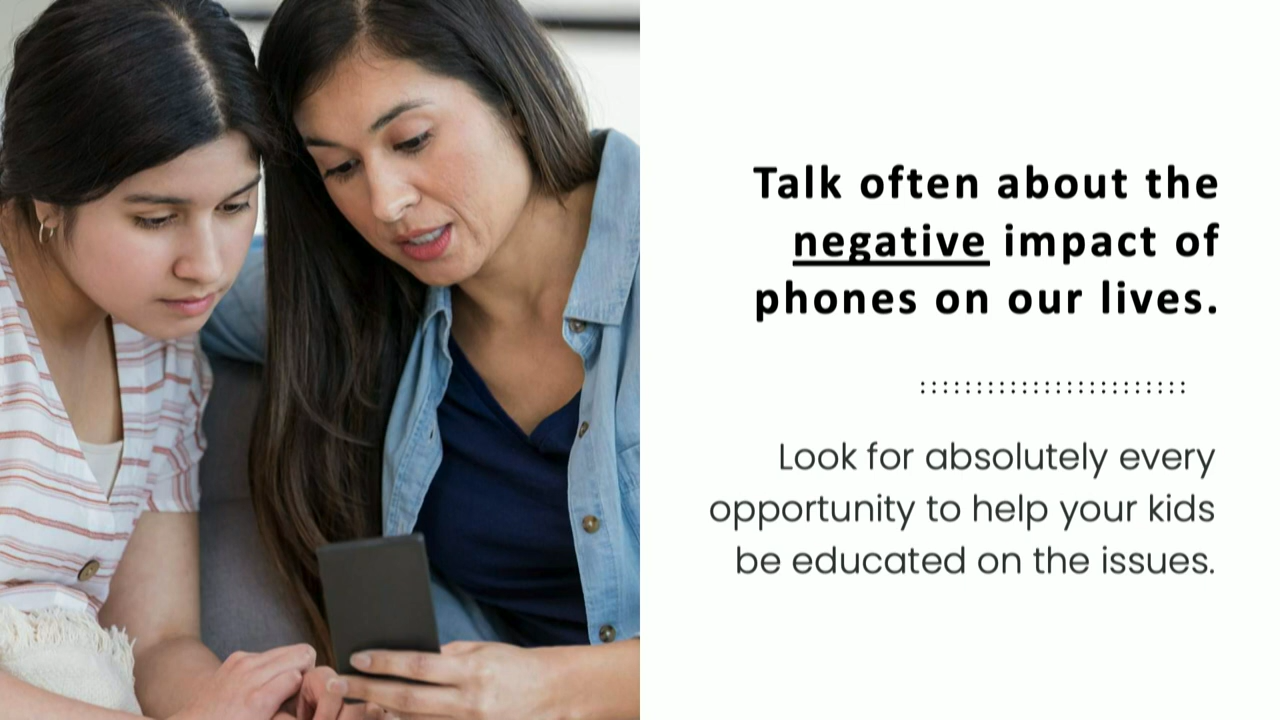 Talk often about the
negative impact of
phones on our lives.
Look for absolutely every
opportunity to help your kids
be educated on the issues.